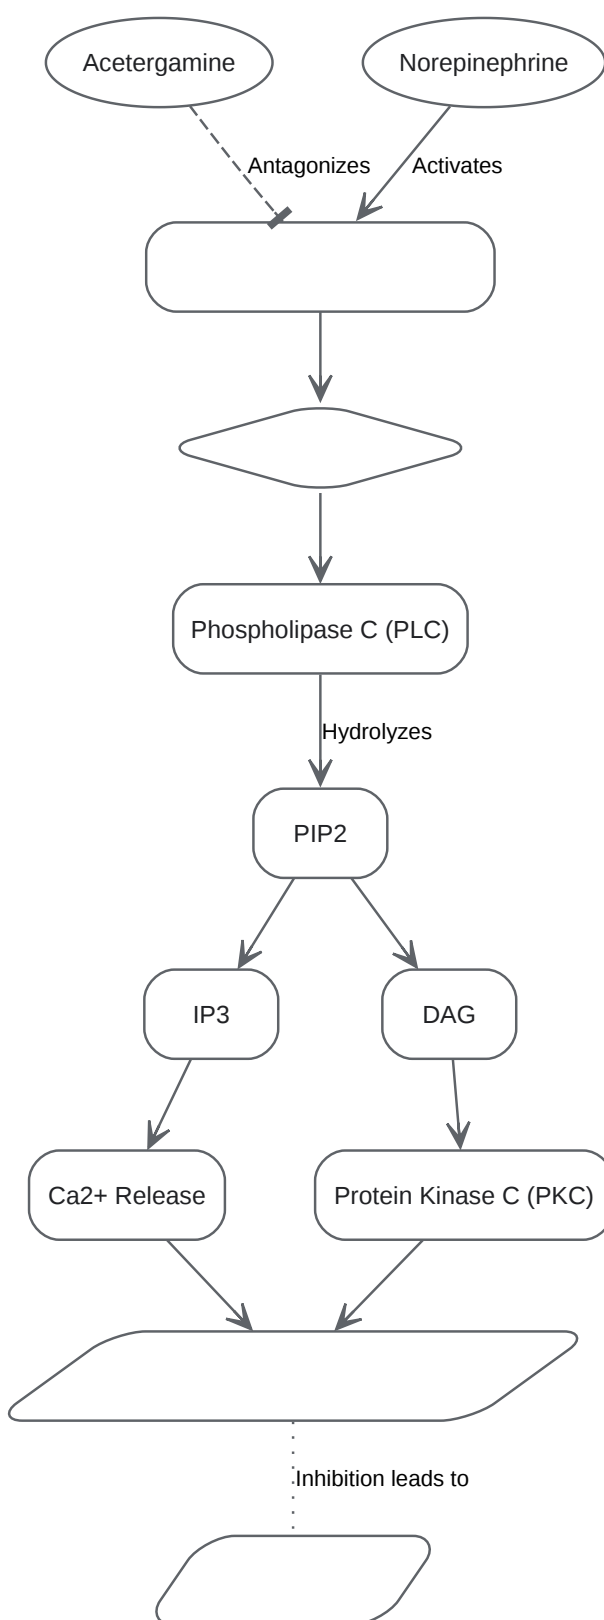 Acetergamine
Norepinephrine
Antagonizes
Activates
Phospholipase C (PLC)
Hydrolyzes
PIP2
IP3
DAG
Ca2+ Release
Protein Kinase C (PKC)
Inhibition leads to